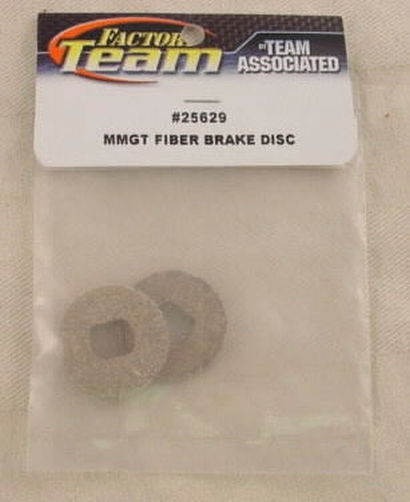 FACTORY
Team
BY TEAM
ASSOCIATED
#25629
MMGT FIBER BRAKE DISC